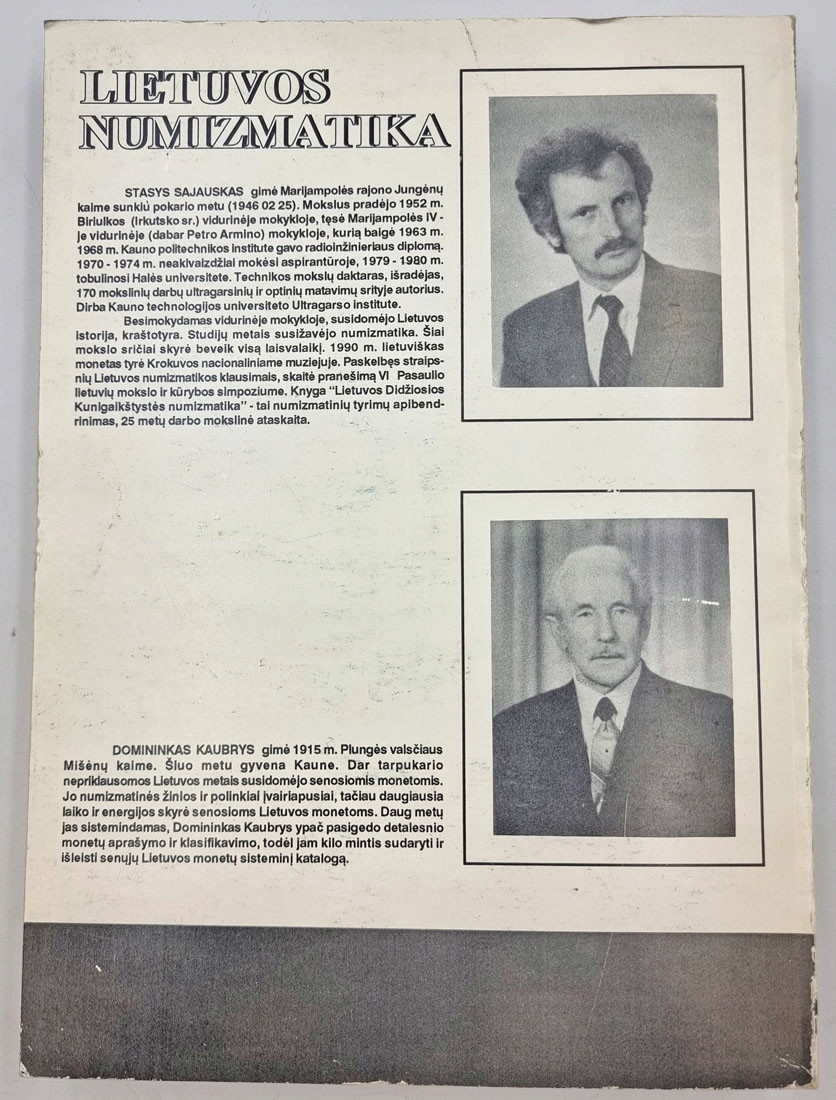 LIETUVOS
NUMIZMATIKA
STASYS SAJAUSKAS gimė Marijampolės rajono Jungėnų
kaime sunkiu pokario metu (1946 02 25). Mokslus pradėjo 1952 m.
Biriulkos (Irkutsko sr.) vidurinėje mokykloje, tęsė Marijampolės IV -
je vidurinėje (dabar Petro Armino) mokykloje, kurią baigė 1963 m.
1968 m. Kauno politechnikos institute gavo radioinžinieriaus diplomą.
1970 - 1974 m. neakivaizdžiai mokėsi aspirantūroje, 1979 - 1980 m.
tobulinosi Halės universitete. Technikos mokslų daktaras, išradėjas,
170 mokslinių darbų ultragarsinių ir optinių matavimų srityje autorius.
Dirba Kauno technologijos universiteto Ultragarso institute.
Besimokydamas vidurinėje mokykloje, susidomėjo Lietuvos
istorija, kraštotyra. Studijų metais susižavėjo numizmatika. Šiai
mokslo sričiai skyrė beveik visą laisvalaikį. 1990 m. lietuviškas
monetas tyrė Krokuvos nacionaliniame muziejuje. Paskelbęs straips-
nių Lietuvos numizmatikos klausimais, skaitė pranešimą VI Pasaulio
lietuvių mokslo ir kūrybos simpoziume. Knyga “Lietuvos Didžiosios
Kunigaikštystės numizmatika” - tai numizmatinių tyrimų apibend-
rinimas, 25 metų darbo mokslinė ataskaita.
DOMININKAS KAUBRYS gimė 1915 m. Plungės valsčiaus
Mišėnų kaime. Šiuo metu gyvena Kaune. Dar tarpukario
nepriklausomos Lietuvos metais susidomėjo senosiomis monetomis.
Jo numizmatinės žinios ir polinkiai įvairiapusiai, tačiau daugiausia
laiko ir energijos skyrė senosioms Lietuvos monetoms. Daug metų
jas sistemindamas, Domininkas Kaubrys ypač pasigedo detalesnio
monetų aprašymo ir klasifikavimo, todėl jam kilo mintis sudaryti ir
išleisti senųjų Lietuvos monetų sisteminį katalogą.